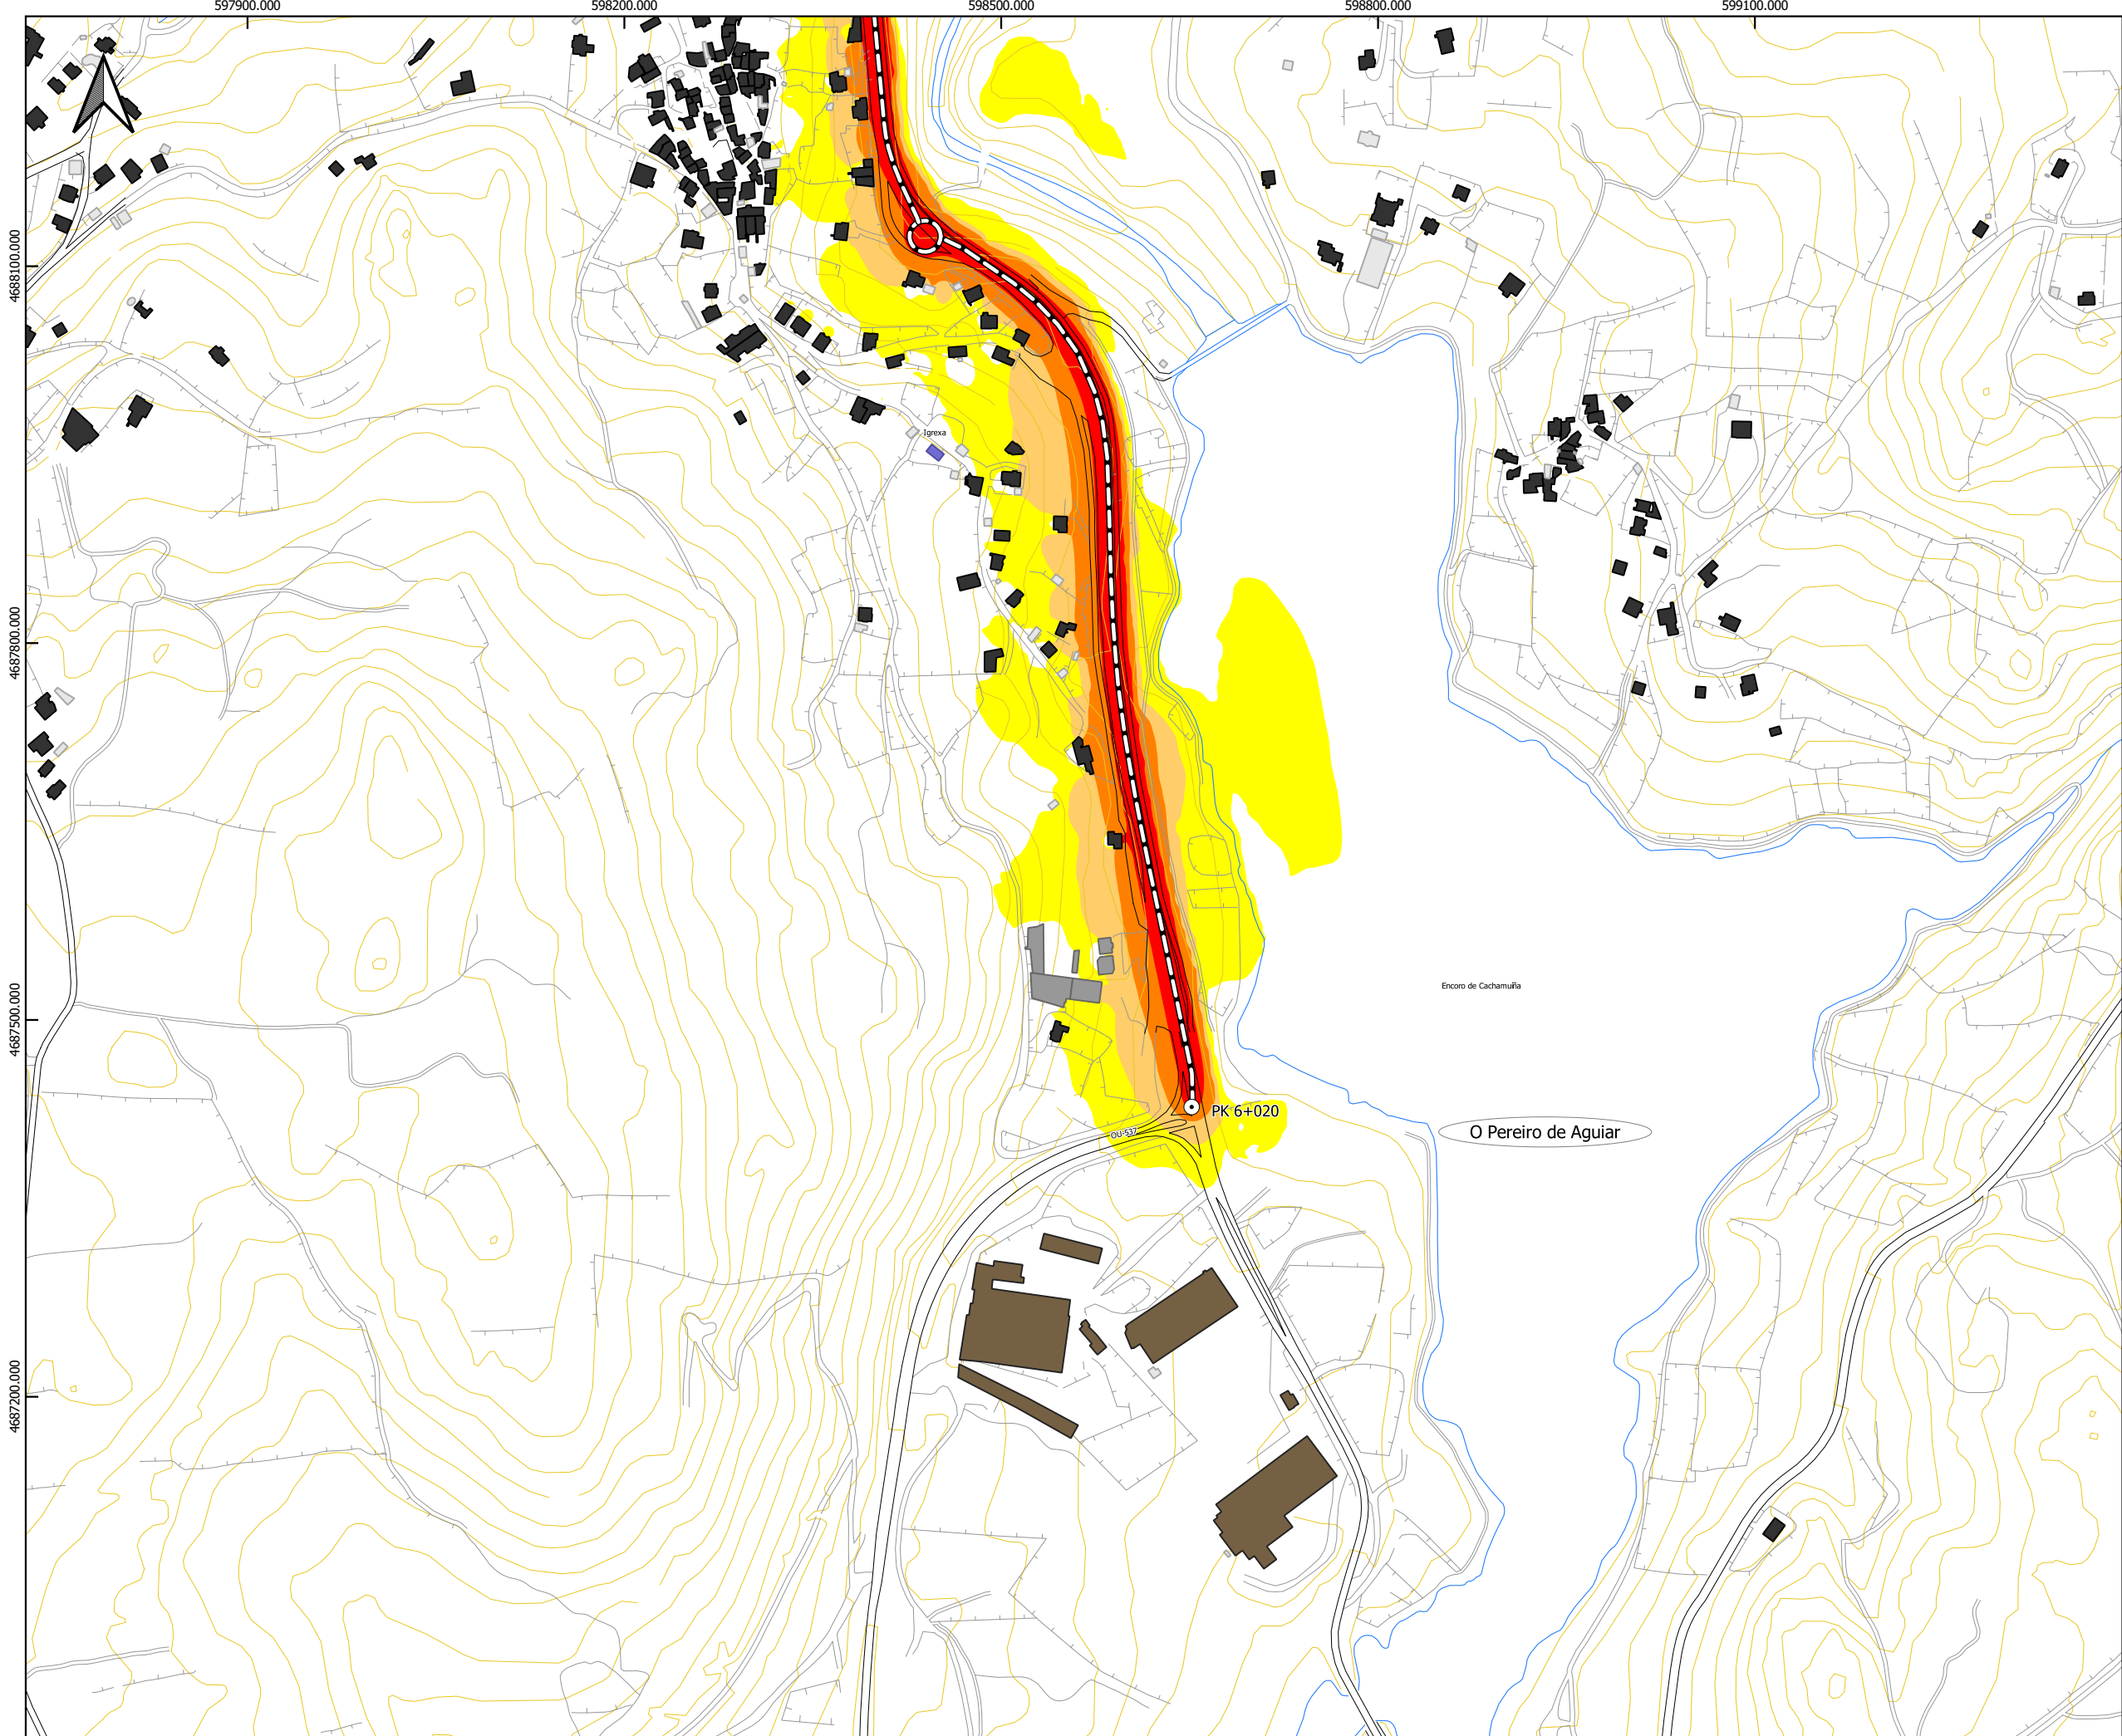 597900.000
598200.000
598500.000
598800.000
599100.000
4688100.000
4687800.000
4687500.000
4687200.000
Igrexa
Encoro de Cachamuíña
PK 6+020
OU-537
O Pereiro de Aguiar